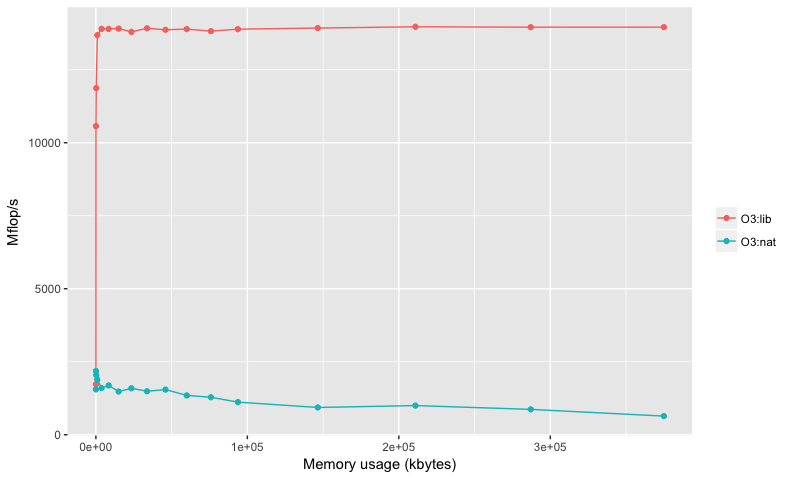 Mflop/s
10000
5000
0
0e+00 1e+05 2e+05 3e+05
Memory usage (kbytes)
O3:lib
O3:nat